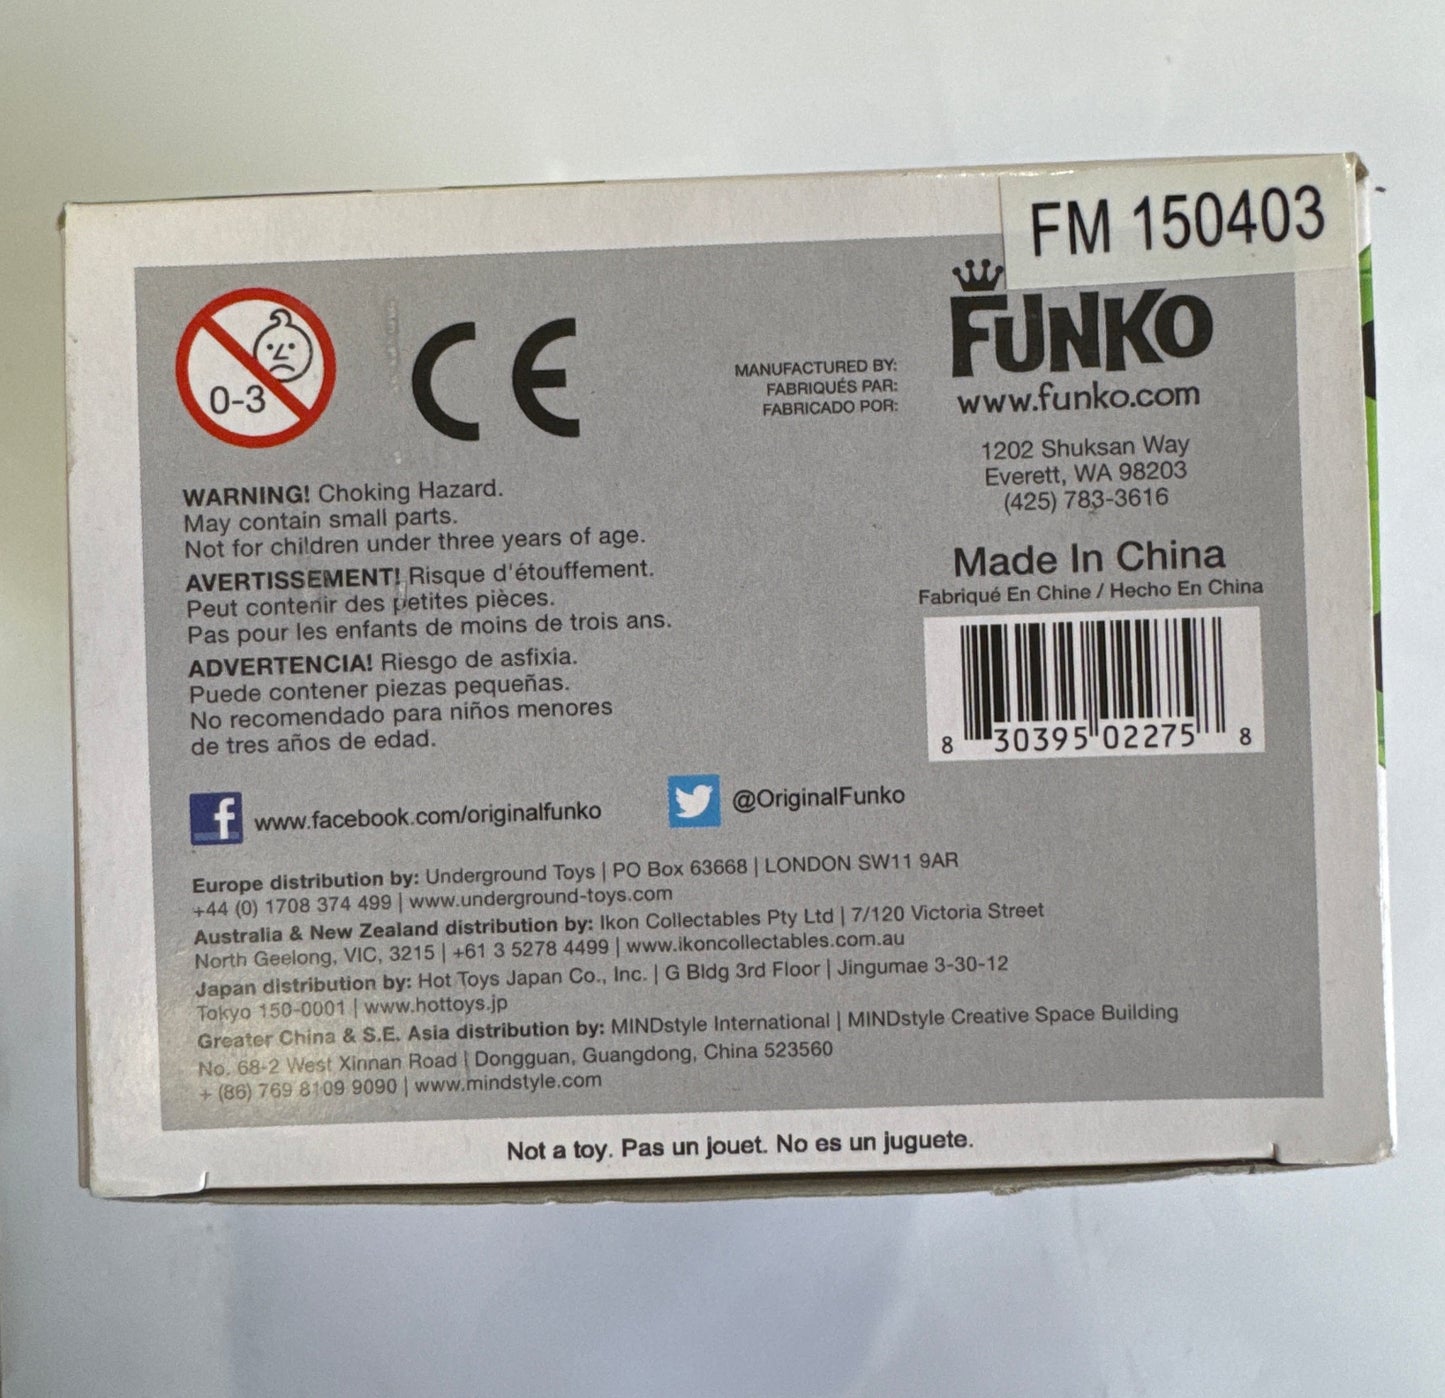 FM 150403
0-3
CE
MANUFACTURED BY:
FABRIQUÉS PAR:
FABRICADO POR:
FUNKO
www.funko.com
1202 Shuksan Way
Everett, WA 98203
(425) 783-3616
WARNING! Choking Hazard.
May contain small parts.
Not for children under three years of age.
AVERTISSEMENT! Risque d'étouffement.
Peut contenir des petites pièces.
Pas pour les enfants de moins de trois ans.
ADVERTENCIA! Riesgo de asfixia.
Puede contener piezas pequeñas.
No recomendado para niños menores
de tres años de edad.
Made In China
Fabriqué En Chine / Hecho En China
8 30395 02275 8
f www.facebook.com/originalfunko
@OriginalFunko
Europe distribution by: Underground Toys | PO Box 63668 | LONDON SW11 9AR
+44 (0) 1708 374 499 | www.underground-toys.com
Australia & New Zealand distribution by: Ikon Collectables Pty Ltd | 7/120 Victoria Street
North Geelong, VIC, 3215 | +61 3 5278 4499 | www.ikoncollectables.com.au
Japan distribution by: Hot Toys Japan Co., Inc. | G Bldg 3rd Floor | Jingumae 3-30-12
Tokyo 150-0001 | www.hottoys.jp
Greater China & S.E. Asia distribution by: MINDstyle International | MINDstyle Creative Space Building
No. 68-2 West Xinnan Road | Dongguan, Guangdong, China 523560
+ (86) 769 8109 9090 | www.mindstyle.com
Not a toy. Pas un jouet. No es un juguete.